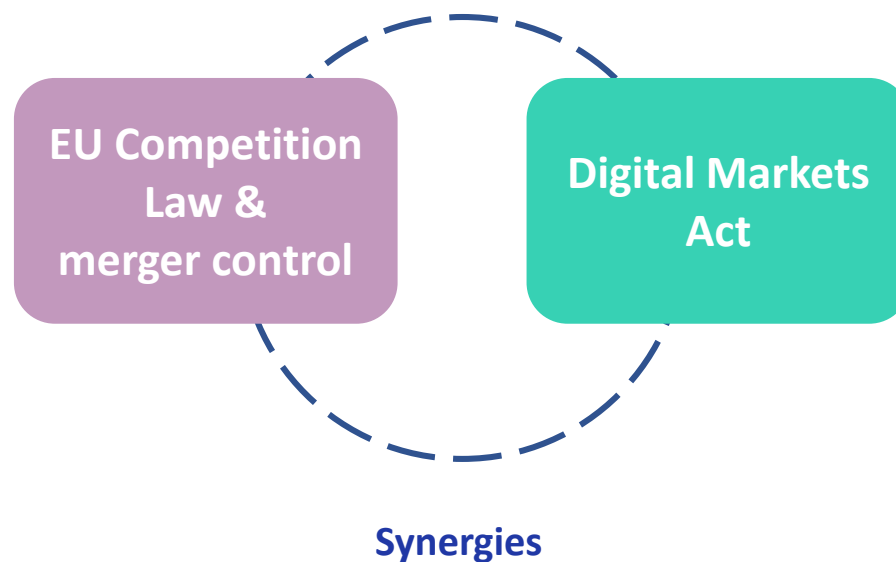 EU Competition
Law &
merger control
Digital Markets
Act
Synergies